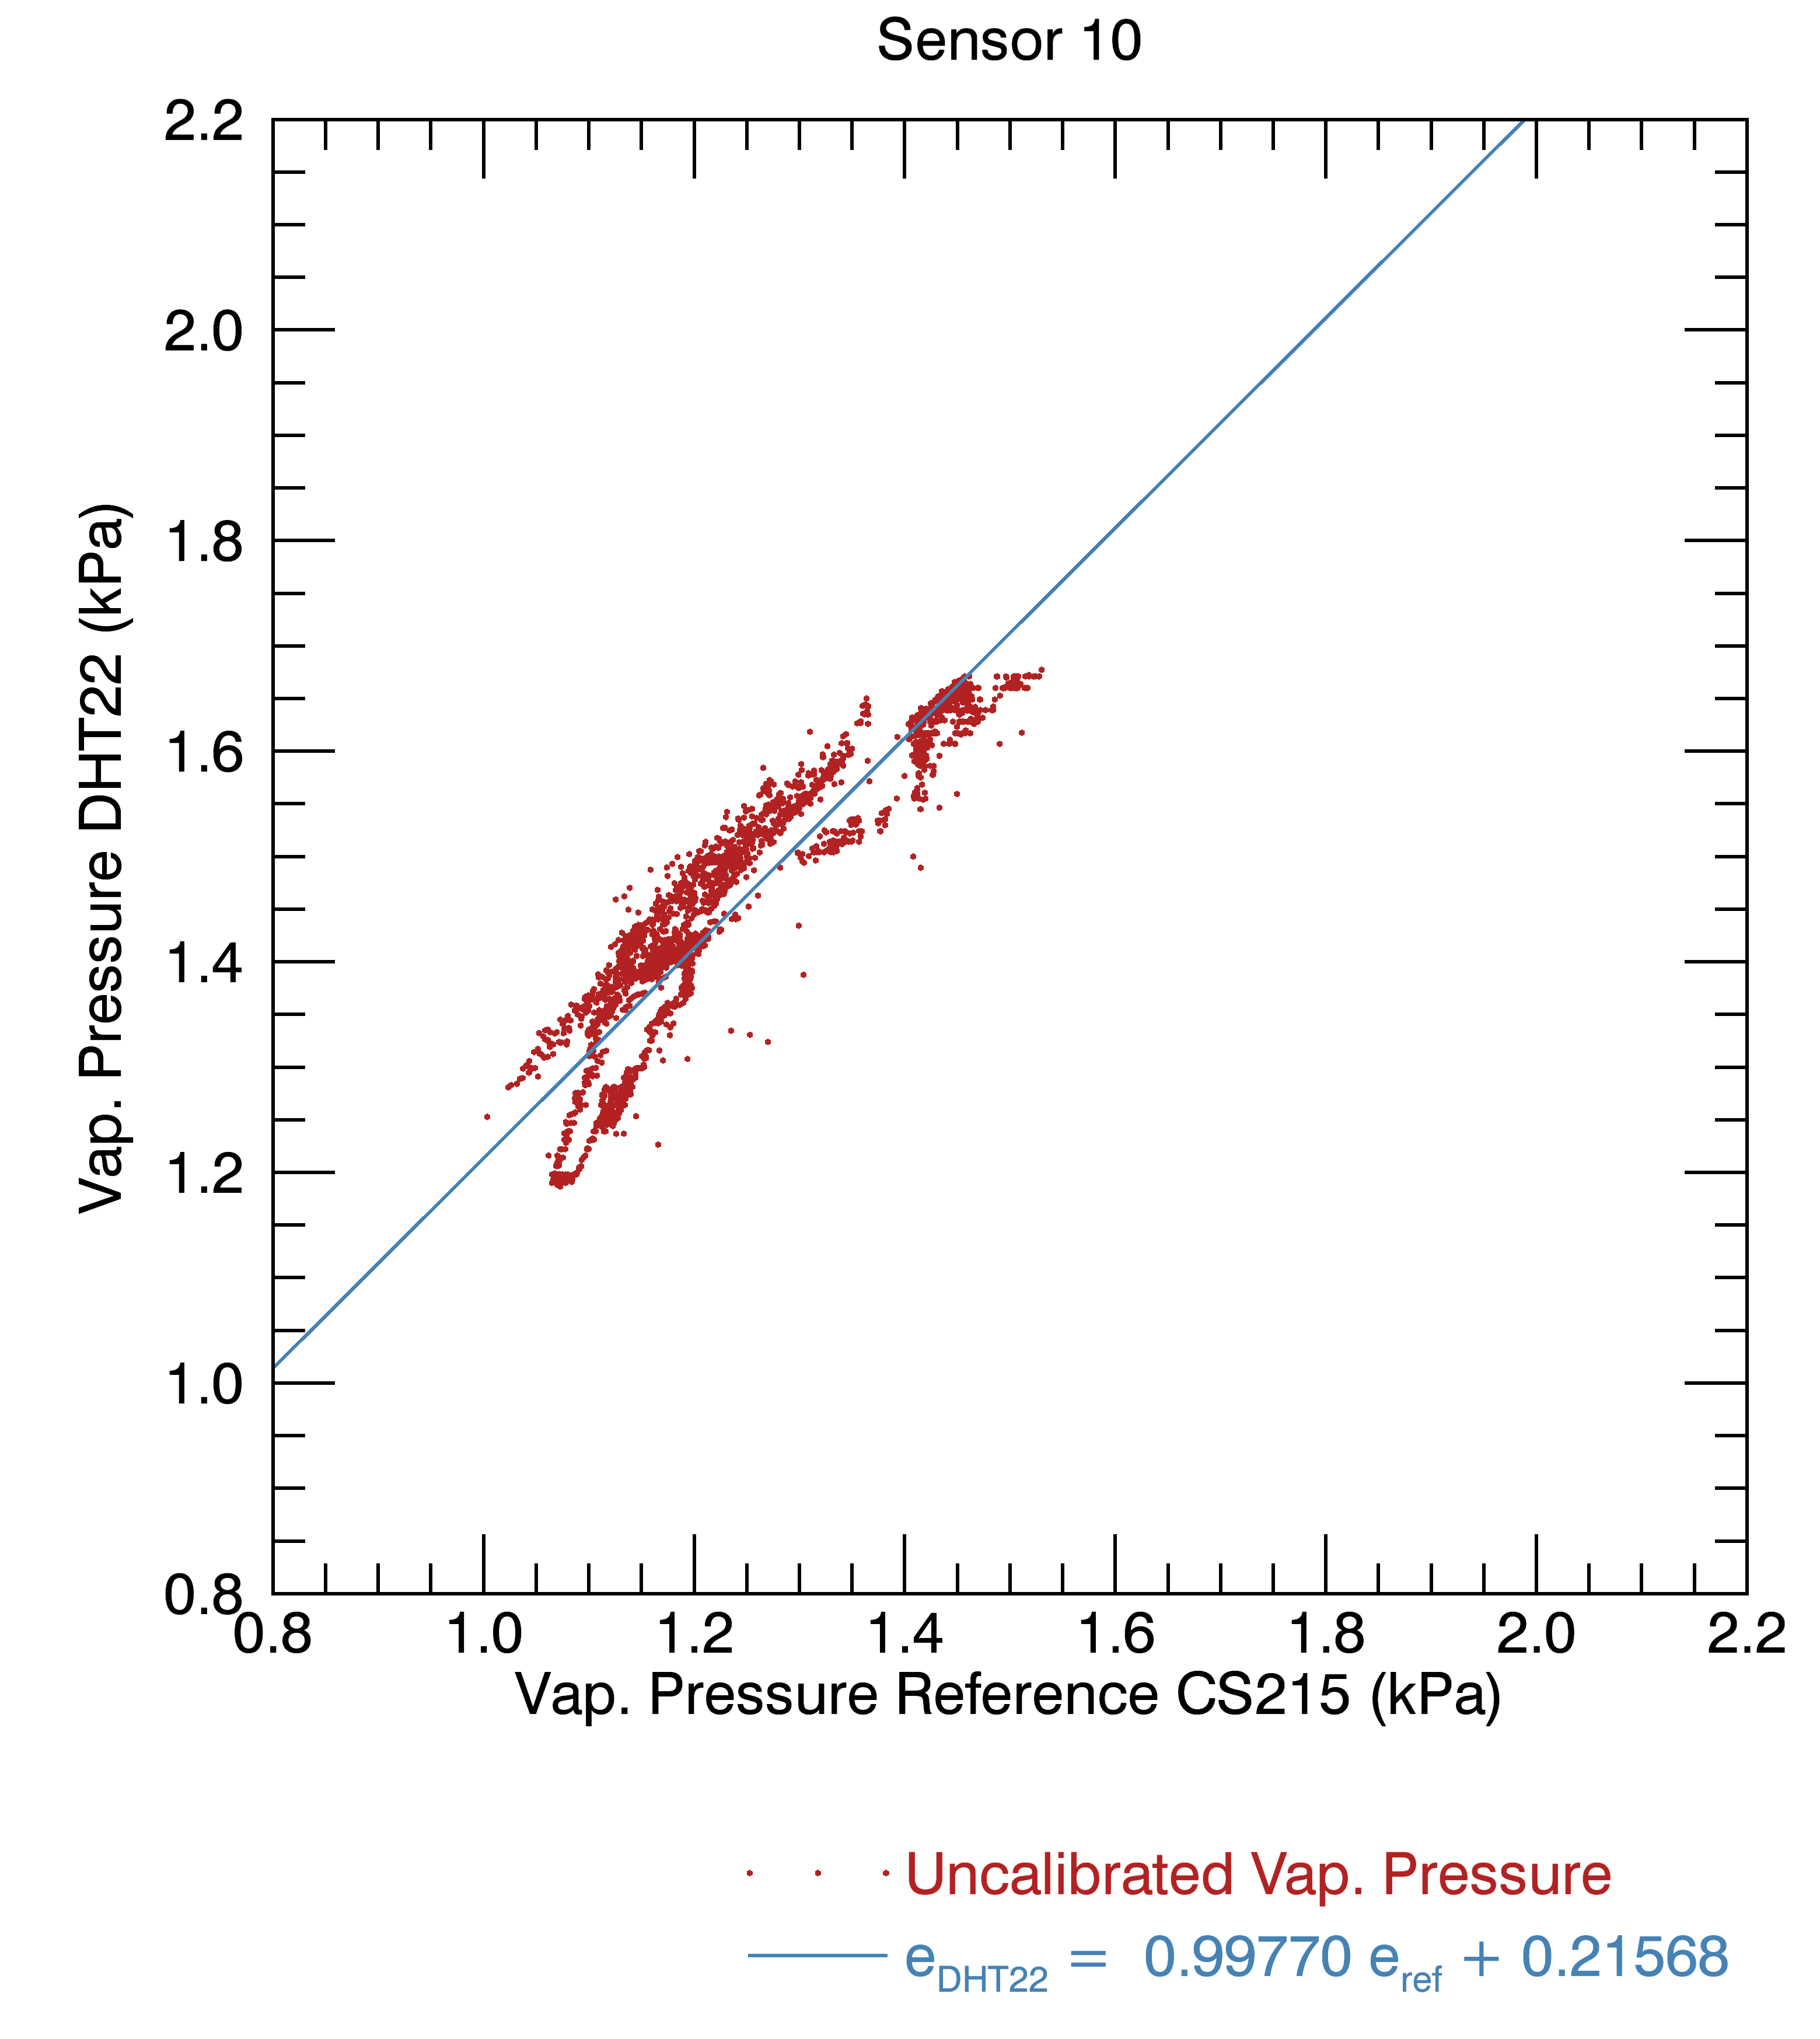 Sensor 10
2.2
2.0
1.8
1.6
1.4
1.2
1.0
0.8
Vap. Pressure DHT22 (kPa)
0.8 1.0 1.2 1.4 1.6 1.8 2.0 2.2
Vap. Pressure Reference CS215 (kPa)
Uncalibrated Vap. Pressure
e_DHT22 = 0.99770 e_ref + 0.21568